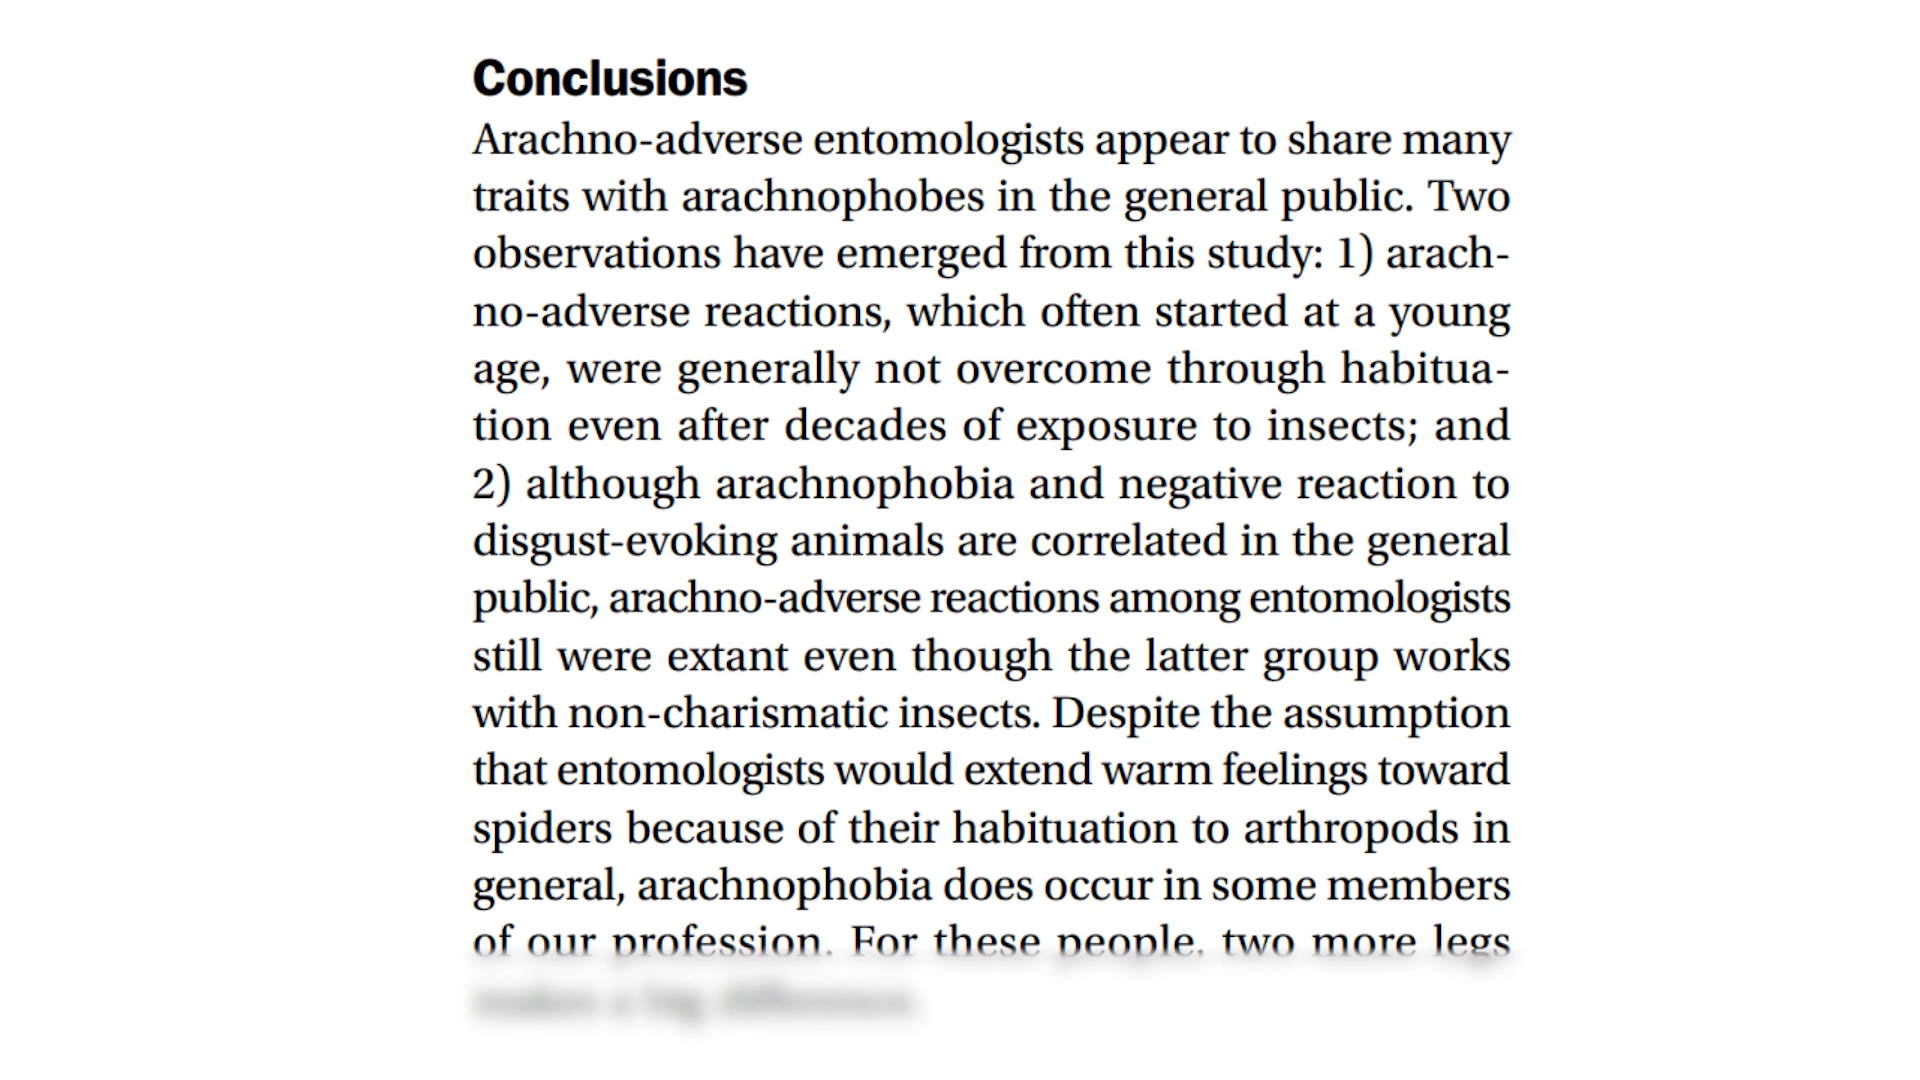 Conclusions
Arachno-adverse entomologists appear to share many
traits with arachnophobes in the general public. Two
observations have emerged from this study: 1) arach-
no-adverse reactions, which often started at a young
age, were generally not overcome through habitua-
tion even after decades of exposure to insects; and
2) although arachnophobia and negative reaction to
disgust-evoking animals are correlated in the general
public, arachno-adverse reactions among entomologists
still were extant even though the latter group works
with non-charismatic insects. Despite the assumption
that entomologists would extend warm feelings toward
spiders because of their habituation to arthropods in
general, arachnophobia does occur in some members
of our profession. For these people, two more legs
makes a big difference.